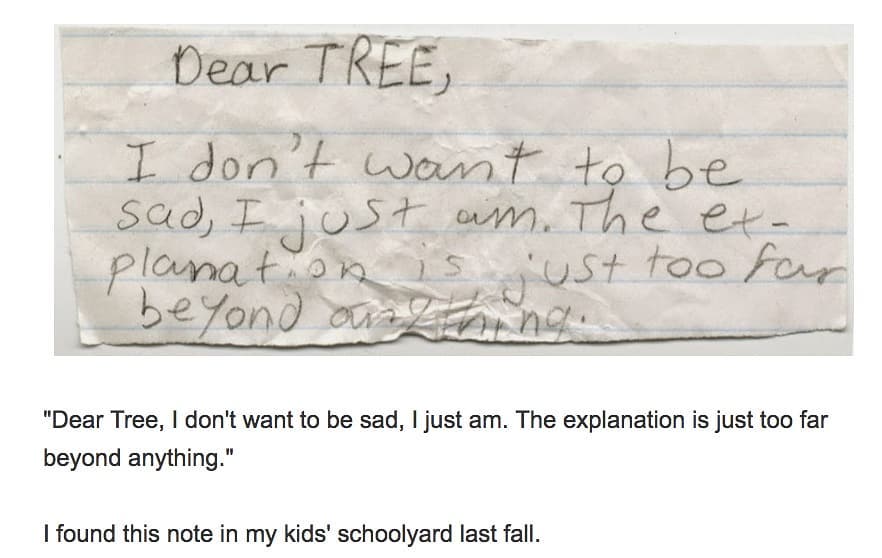 Dear TREE,
I don't want to be
sad, I just am. The ex-
planation is just too far
beyond anything.
"Dear Tree, I don't want to be sad, I just am. The explanation is just too far
beyond anything."
I found this note in my kids' schoolyard last fall.